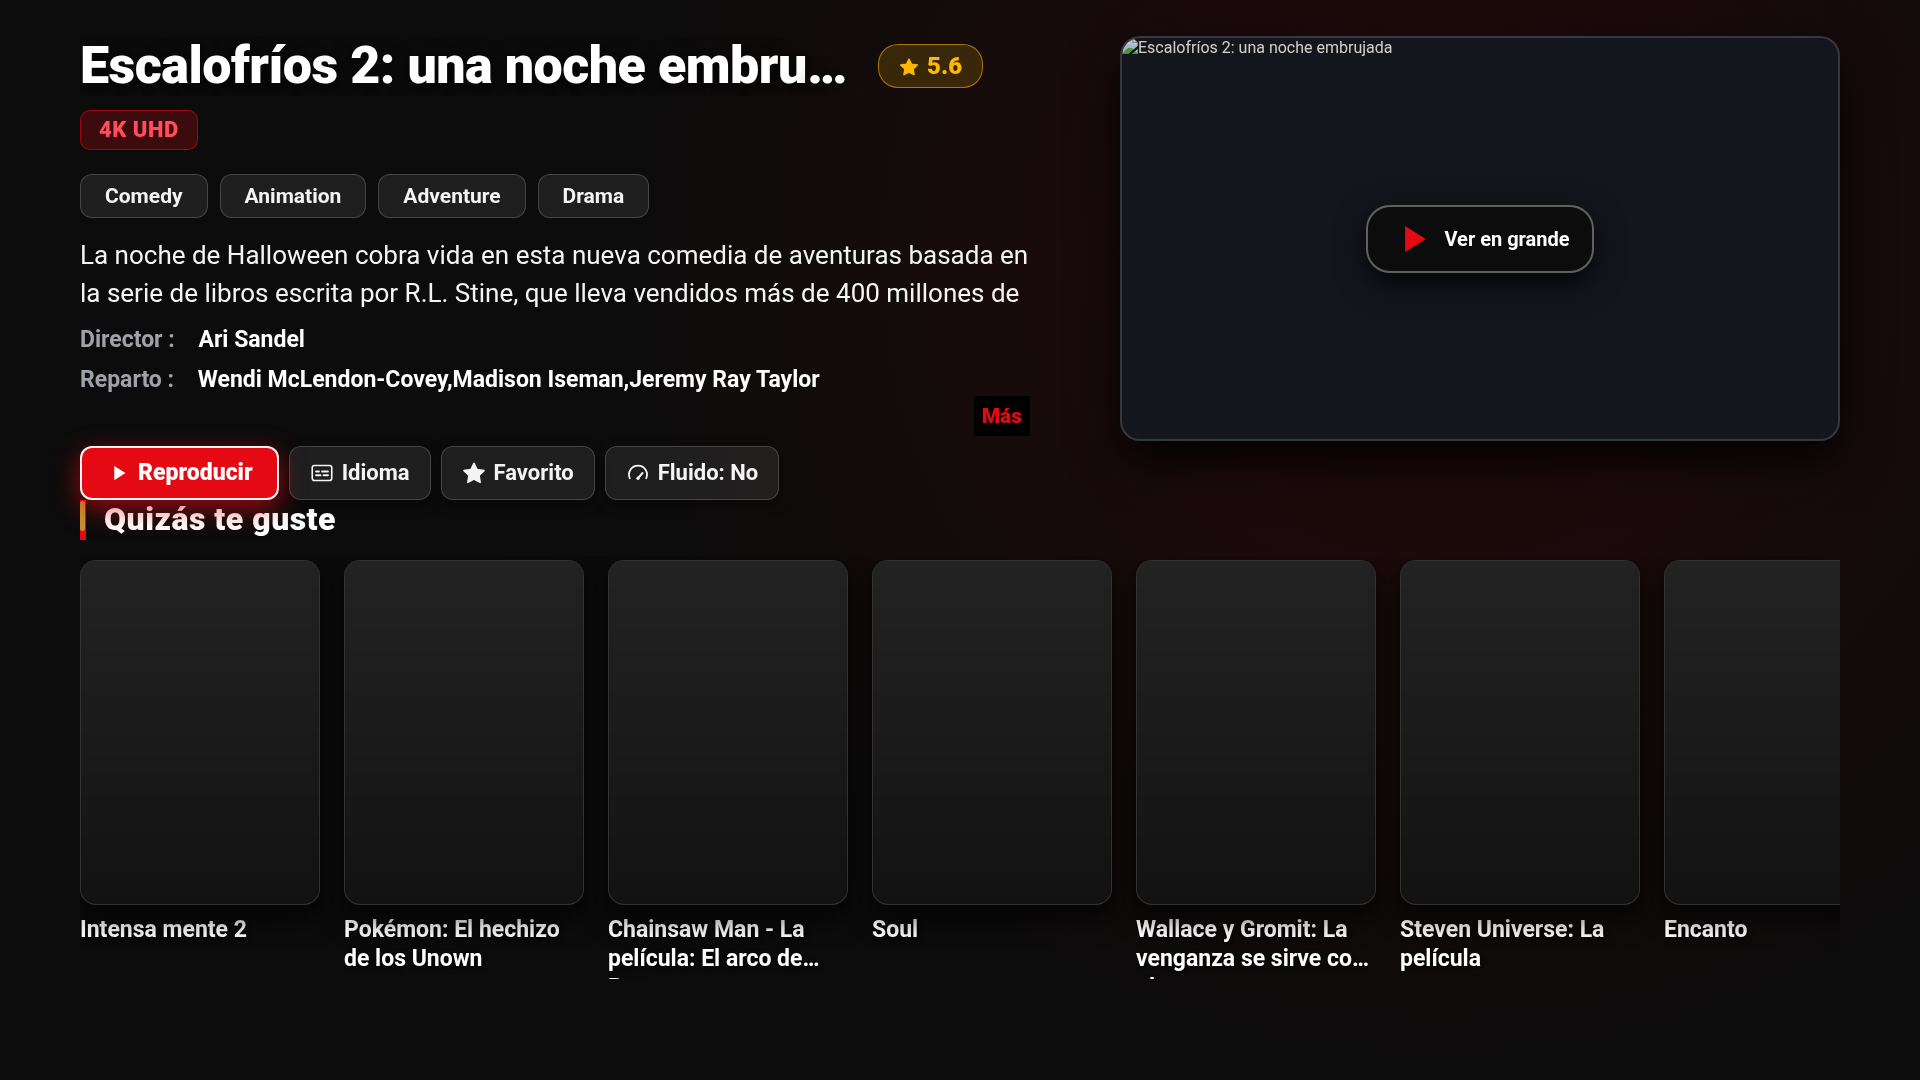 Escalofríos 2: una noche embru...
5.6
4K UHD
Comedy
Animation
Adventure
Drama
La noche de Halloween cobra vida en esta nueva comedia de aventuras basada en
la serie de libros escrita por R.L. Stine, que lleva vendidos más de 400 millones de
Director : Ari Sandel
Reparto : Wendi McLendon-Covey,Madison Iseman,Jeremy Ray Taylor
Más
Reproducir
Idioma
Favorito
Fluido: No
Escalofríos 2: una noche embrujada
Ver en grande
Quizás te guste
Intensa mente 2
Pokémon: El hechizo
de los Unown
Chainsaw Man - La
película: El arco de...
Soul
Wallace y Gromit: La
venganza se sirve co...
Steven Universe: La
película
Encanto